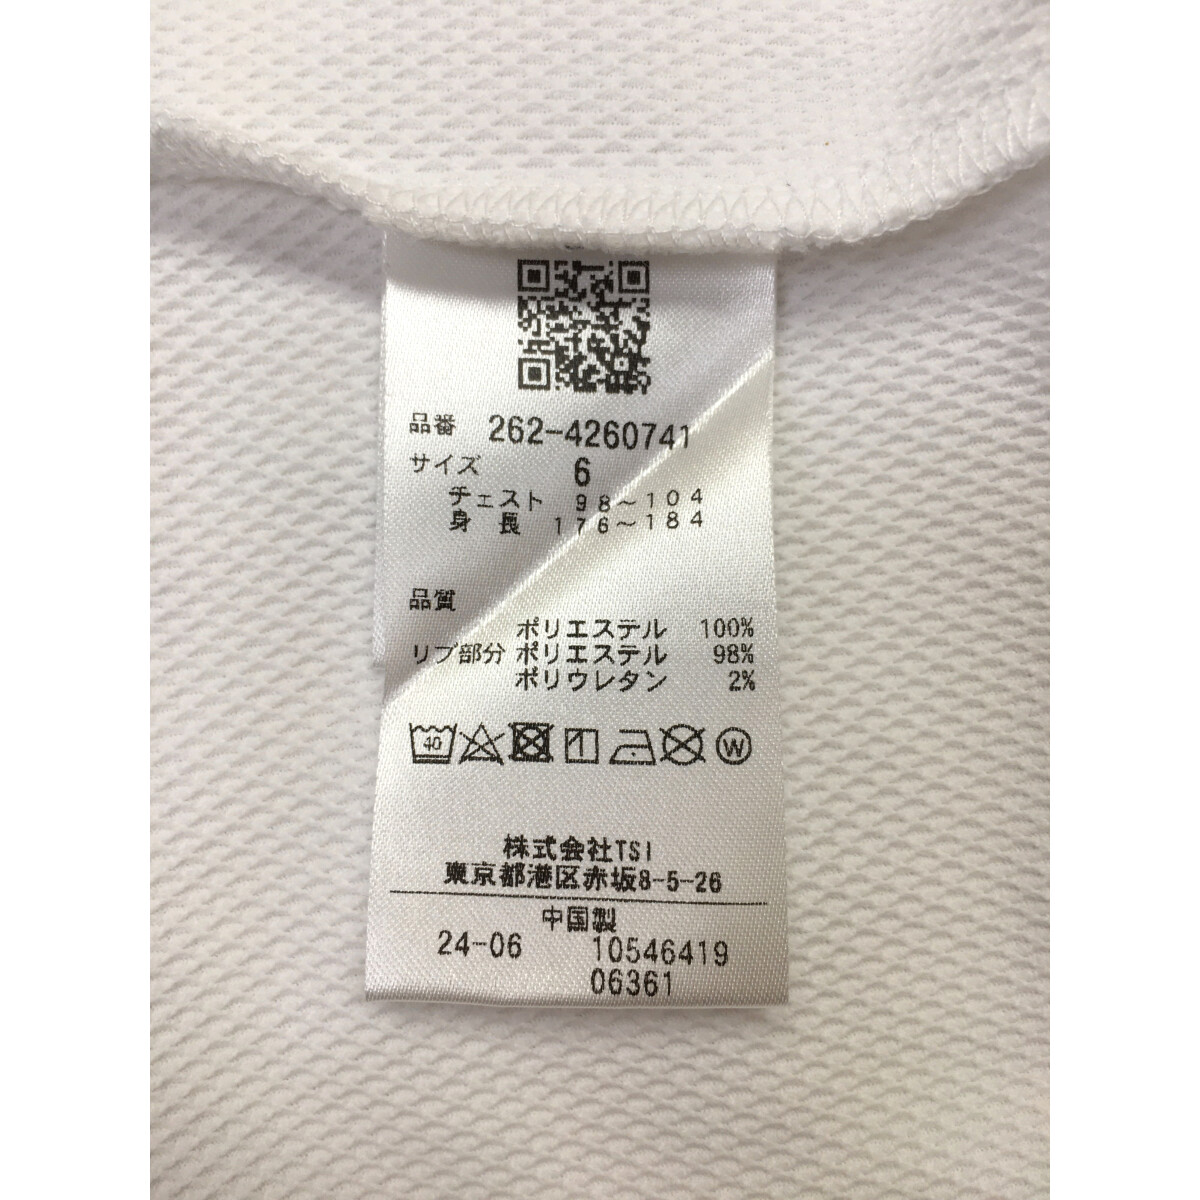 品番 262-4260741
サイズ 6
チェスト 98～104
身長 176～184
品質
ポリエステル 100%
リブ部分 ポリエステル 98%
ポリウレタン 2%
40 W
株式会社TSI
東京都港区赤坂8-5-26
中国製
24-06 10546419
06361